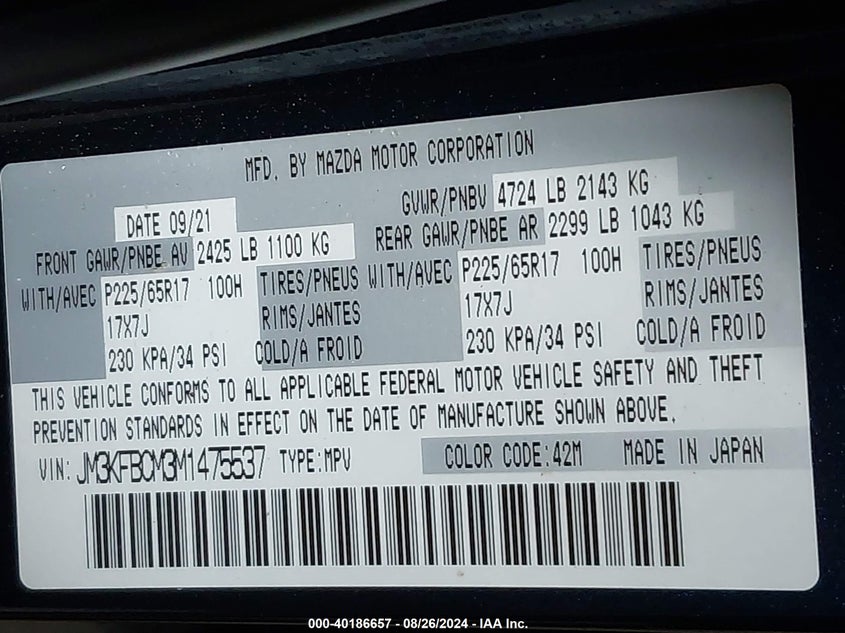 MFD. BY MAZDA MOTOR CORPORATION
DATE 09/21 GVWR/PNBV 4724 LB 2143 KG
FRONT GAWR/PNBE AV 2425 LB 1100 KG REAR GAWR/PNBE AR 2299 LB 1043 KG
WITH/AVEC P225/65R17 100H TIRES/PNEUS WITH/AVEC P225/65R17 100H TIRES/PNEUS
17X7J RIMS/JANTES 17X7J RIMS/JANTES
230 KPA/34 PSI COLD/A FROID 230 KPA/34 PSI COLD/A FROID
THIS VEHICLE CONFORMS TO ALL APPLICABLE FEDERAL MOTOR VEHICLE SAFETY AND THEFT
PREVENTION STANDARDS IN EFFECT ON THE DATE OF MANUFACTURE SHOWN ABOVE.
VIN: JM3KFBCM3M1475537 TYPE:MPV COLOR CODE:42M MADE IN JAPAN
000-40186657 - 08/26/2024 - IAA Inc.